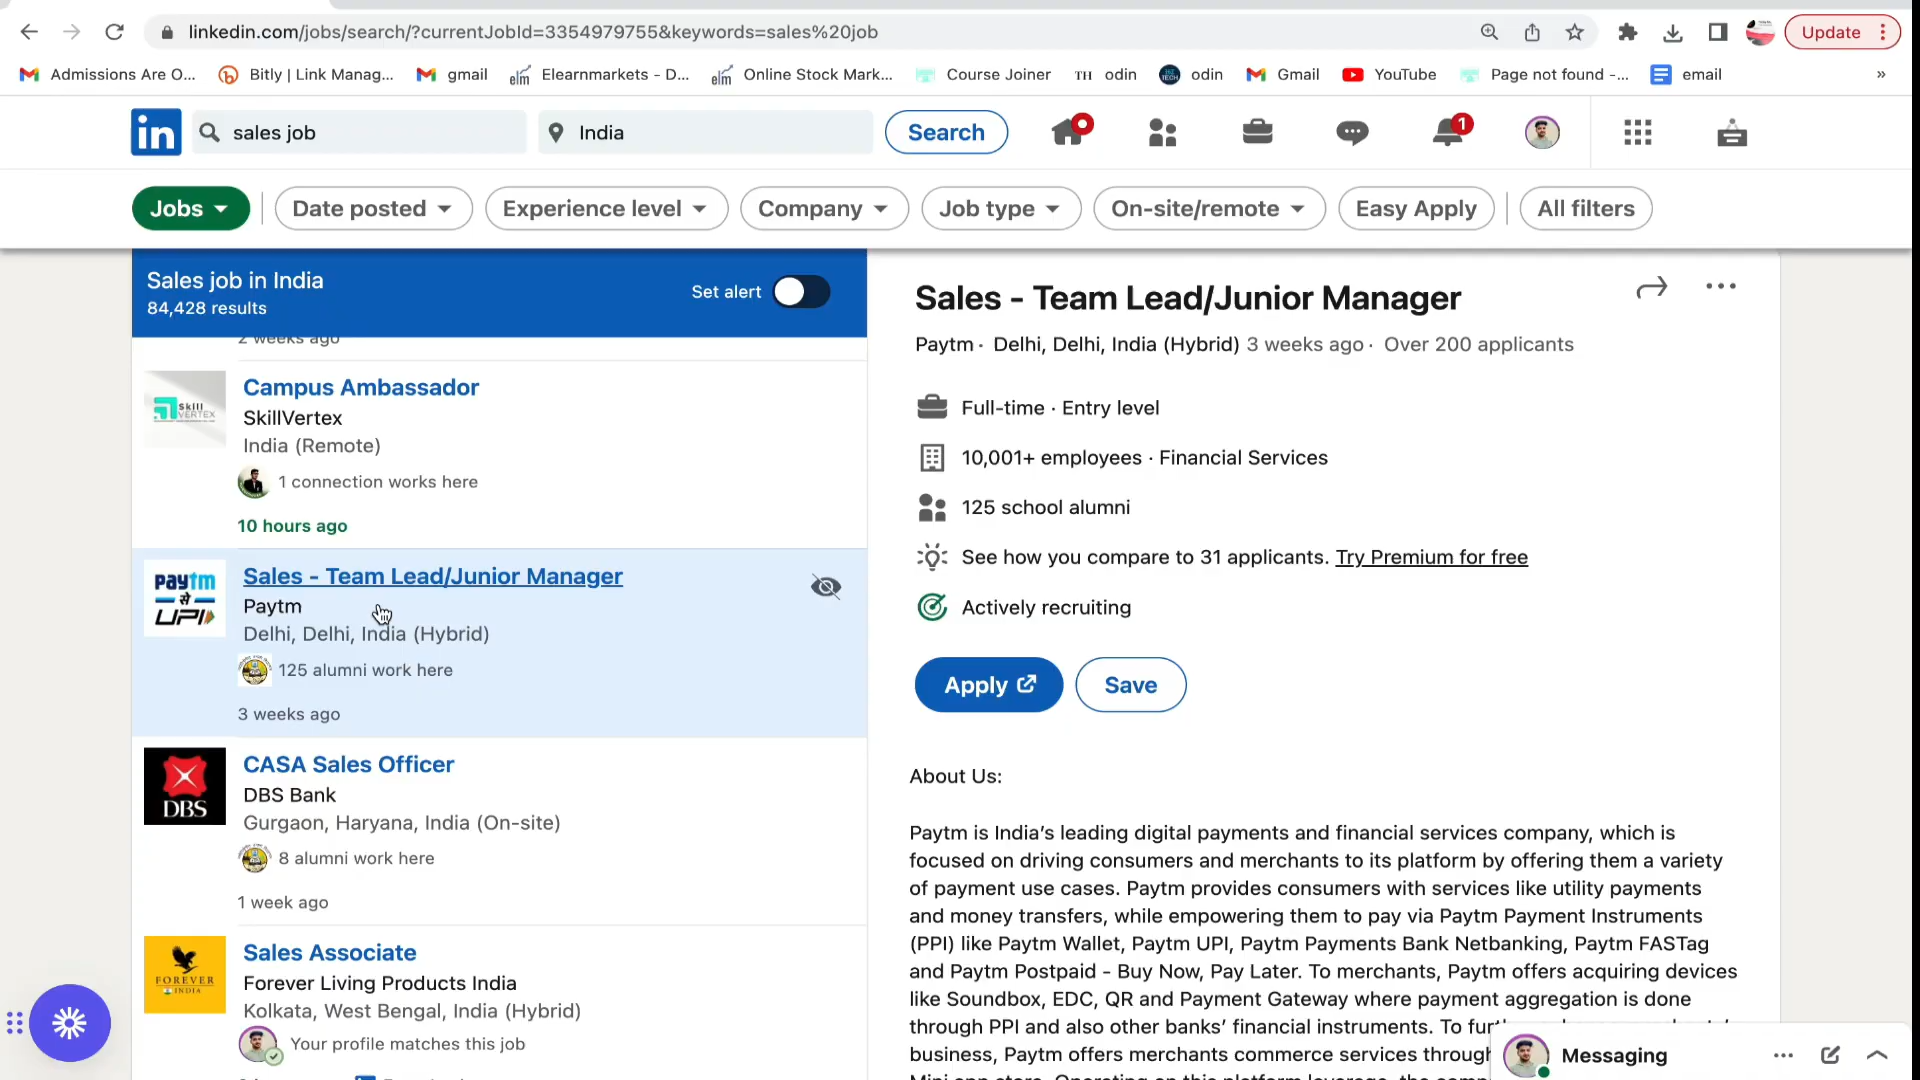 linkedin.com/jobs/search/?currentJobId=3354979755&keywords=sales%20job
Update
Admissions Are O...
Bitly | Link Manag...
gmail
Elearnmarkets - D...
Online Stock Mark...
Course Joiner
TH odin
odin
Gmail
YouTube
Page not found -...
email
»
in
sales job
India
Search
1
Jobs
Date posted
Experience level
Company
Job type
On-site/remote
Easy Apply
All filters
Sales job in India
84,428 results
Set alert
2 weeks ago
Skill
VERTEX
Campus Ambassador
SkillVertex
India (Remote)
1 connection works here
10 hours ago
paytm
से
UPI
Sales - Team Lead/Junior Manager
Paytm
Delhi, Delhi, India (Hybrid)
125 alumni work here
3 weeks ago
DBS
CASA Sales Officer
DBS Bank
Gurgaon, Haryana, India (On-site)
8 alumni work here
1 week ago
FOREVER
INDIA
Sales Associate
Forever Living Products India
Kolkata, West Bengal, India (Hybrid)
Your profile matches this job
Sales - Team Lead/Junior Manager
Paytm · Delhi, Delhi, India (Hybrid) 3 weeks ago · Over 200 applicants
Full-time · Entry level
10,001+ employees · Financial Services
125 school alumni
See how you compare to 31 applicants. Try Premium for free
Actively recruiting
Apply
Save
About Us:
Paytm is India's leading digital payments and financial services company, which is
focused on driving consumers and merchants to its platform by offering them a variety
of payment use cases. Paytm provides consumers with services like utility payments
and money transfers, while empowering them to pay via Paytm Payment Instruments
(PPI) like Paytm Wallet, Paytm UPI, Paytm Payments Bank Netbanking, Paytm FASTag
and Paytm Postpaid - Buy Now, Pay Later. To merchants, Paytm offers acquiring devices
like Soundbox, EDC, QR and Payment Gateway where payment aggregation is done
through PPI and also other banks' financial instruments. To
business, Paytm offers merchants commerce services through
Messaging